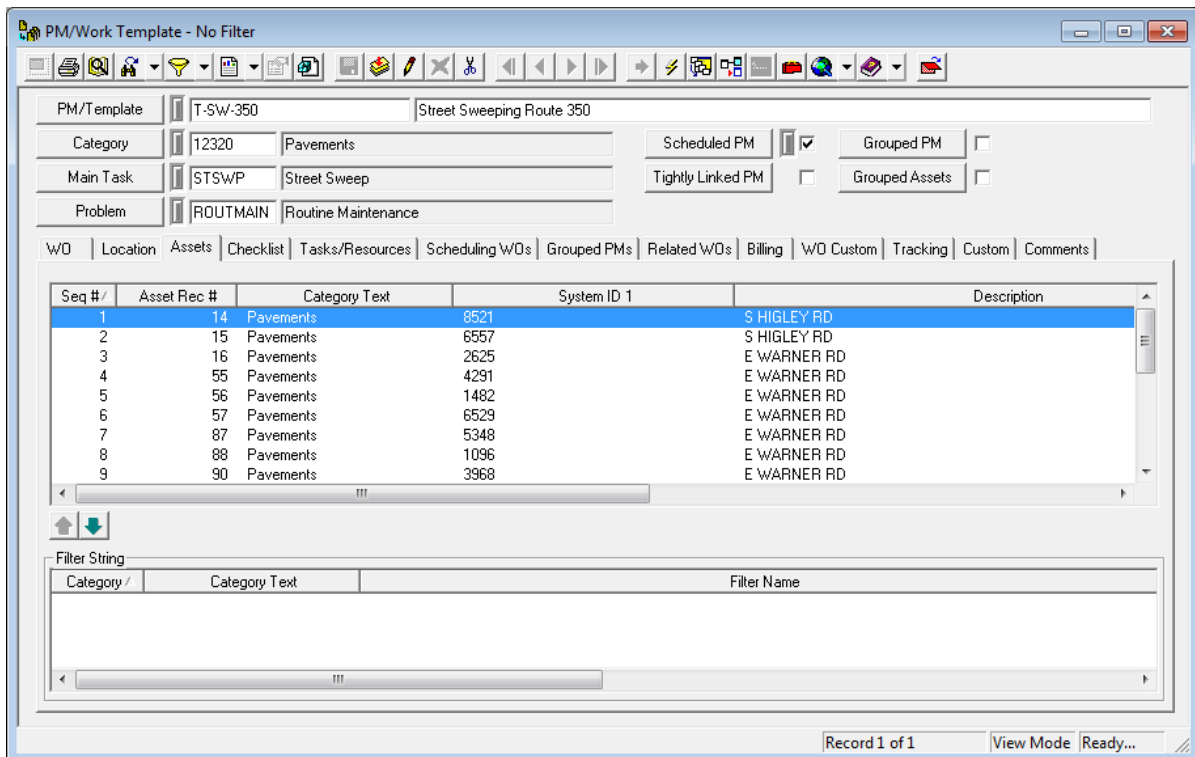 PM/Work Template - No Filter
PM/Template T-SW-350 Street Sweeping Route 350
Category 12320 Pavements Scheduled PM Grouped PM
Main Task STSWP Street Sweep Tightly Linked PM Grouped Assets
Problem ROUTMAIN Routine Maintenance
WO Location Assets Checklist Tasks/Resources Scheduling WOs Grouped PMs Related WOs Billing WO Custom Tracking Custom Comments
Seq # Asset Rec # Category Text System ID 1 Description
1 14 Pavements 8521 S HIGLEY RD
2 15 Pavements 6557 S HIGLEY RD
3 16 Pavements 2625 E WARNER RD
4 55 Pavements 4291 E WARNER RD
5 56 Pavements 1482 E WARNER RD
6 57 Pavements 6529 E WARNER RD
7 87 Pavements 5348 E WARNER RD
8 88 Pavements 1096 E WARNER RD
9 90 Pavements 3968 E WARNER RD
Filter String
Category Category Text Filter Name
Record 1 of 1 View Mode Ready...